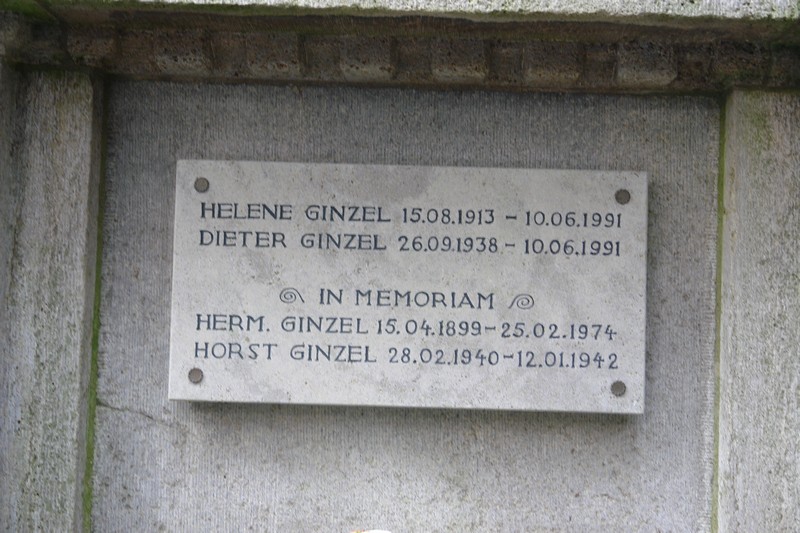 HELENE GINZEL 15.08.1913 - 10.06.1991
DIETER GINZEL 26.09.1938 - 10.06.1991
IN MEMORIAM
HERM. GINZEL 15.04.1899 - 25.02.1974
HORST GINZEL 28.02.1940 - 12.01.1942